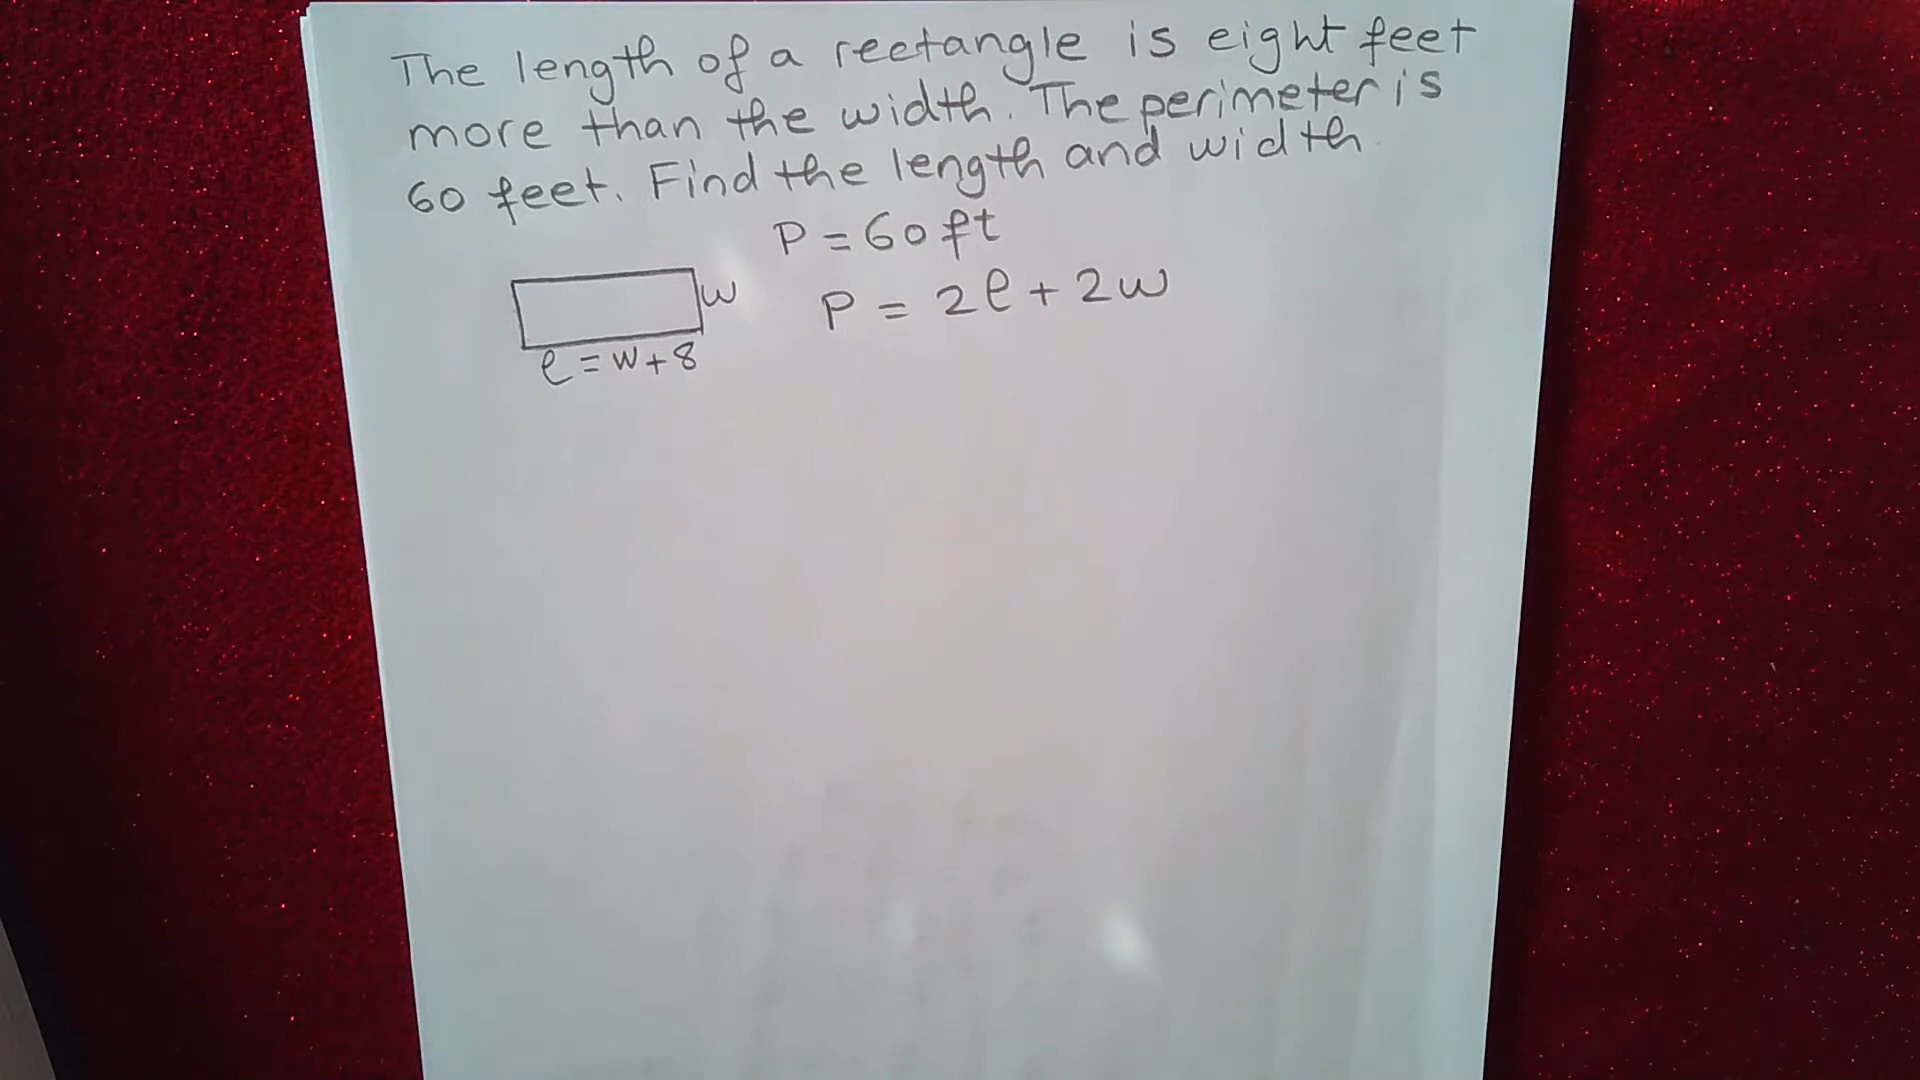 The length of a rectangle is eight feet
more than the width. The perimeter is
60 feet. Find the length and width
P = 60 ft
w
P = 2l + 2w
l = w + 8